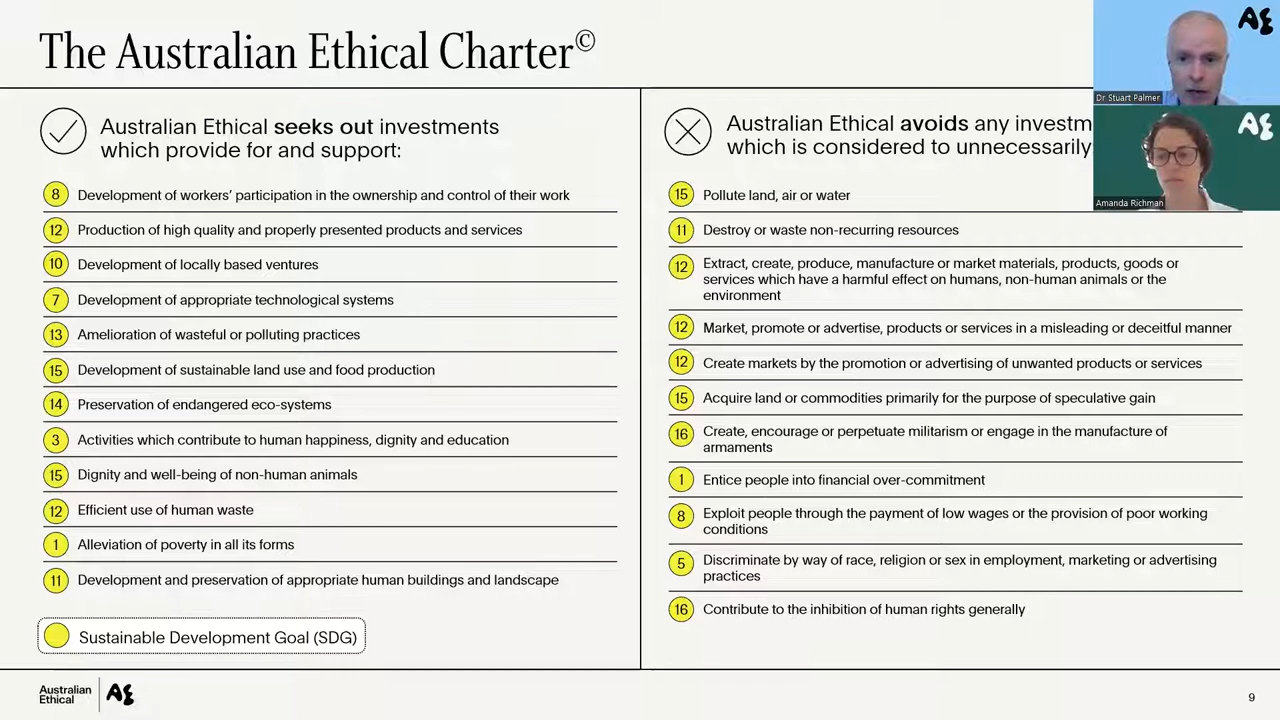 The Australian Ethical Charter©
Australian Ethical seeks out investments
which provide for and support:
8 Development of workers’ participation in the ownership and control of their work
12 Production of high quality and properly presented products and services
10 Development of locally based ventures
7 Development of appropriate technological systems
13 Amelioration of wasteful or polluting practices
15 Development of sustainable land use and food production
14 Preservation of endangered eco-systems
3 Activities which contribute to human happiness, dignity and education
15 Dignity and well-being of non-human animals
12 Efficient use of human waste
1 Alleviation of poverty in all its forms
11 Development and preservation of appropriate human buildings and landscape
Sustainable Development Goal (SDG)
Australian Ethical avoids any investm
which is considered to unnecessarily
15 Pollute land, air or water
11 Destroy or waste non-recurring resources
12 Extract, create, produce, manufacture or market materials, products, goods or
services which have a harmful effect on humans, non-human animals or the
environment
12 Market, promote or advertise, products or services in a misleading or deceitful manner
12 Create markets by the promotion or advertising of unwanted products or services
15 Acquire land or commodities primarily for the purpose of speculative gain
16 Create, encourage or perpetuate militarism or engage in the manufacture of
armaments
1 Entice people into financial over-commitment
8 Exploit people through the payment of low wages or the provision of poor working
conditions
5 Discriminate by way of race, religion or sex in employment, marketing or advertising
practices
16 Contribute to the inhibition of human rights generally
AE
Dr Stuart Palmer
AE
Amanda Richman
Australian
Ethical
AE
9